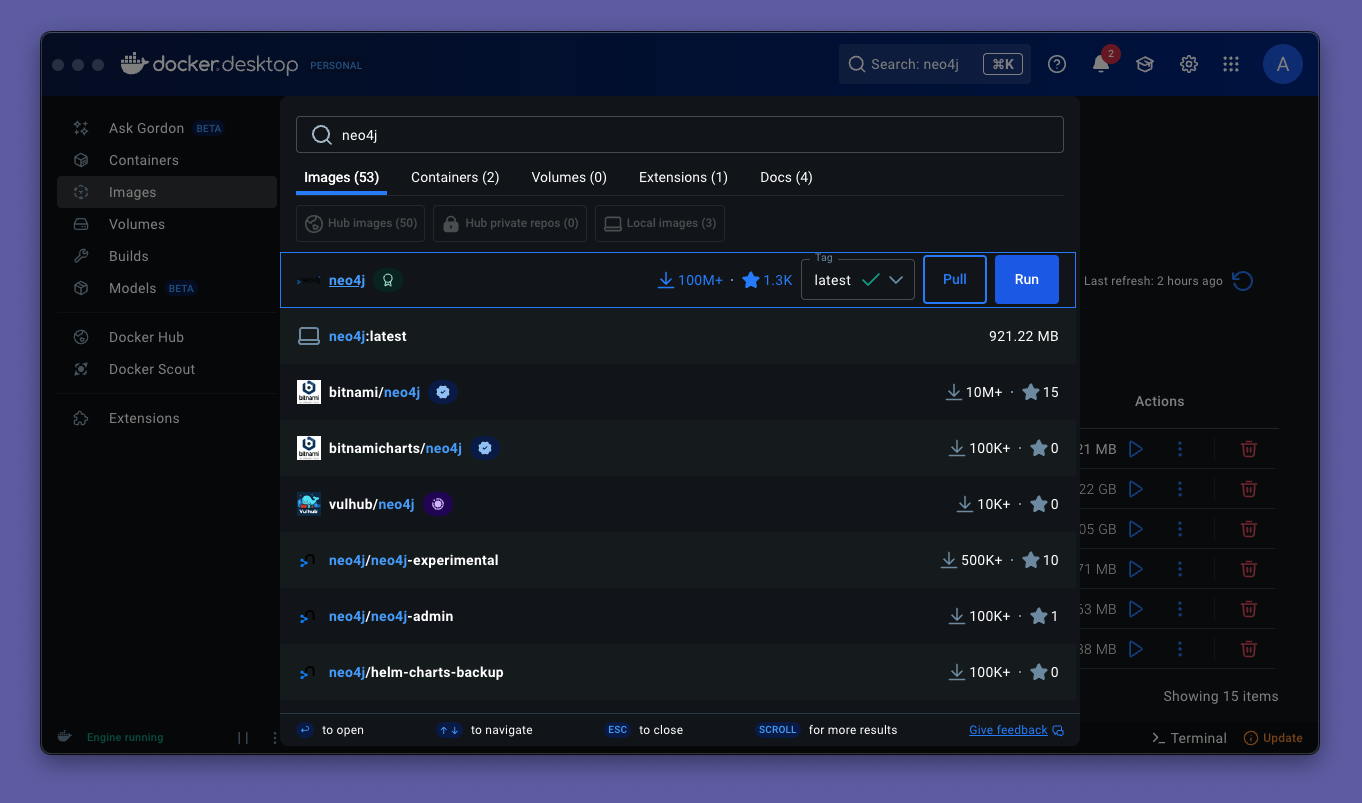 docker.desktop PERSONAL
Search: neo4j ⌘K
2
A
Ask Gordon BETA
Containers
Images
Volumes
Builds
Models BETA
Docker Hub
Docker Scout
Extensions
neo4j
Images (53) Containers (2) Volumes (0) Extensions (1) Docs (4)
Hub images (50) Hub private repos (0) Local images (3)
neo4j 100M+ · 1.3K Tag latest Pull Run
neo4j:latest 921.22 MB
bitnami bitnami/neo4j 10M+ · 15
bitnami bitnamicharts/neo4j 100K+ · 0
Vulhub vulhub/neo4j 10K+ · 0
neo4j/neo4j-experimental 500K+ · 10
neo4j/neo4j-admin 100K+ · 1
neo4j/helm-charts-backup 100K+ · 0
↑ ↓ to navigate
to open
ESC to close
SCROLL for more results
Give feedback
Last refresh: 2 hours ago
Actions
21 MB
22 GB
05 GB
71 MB
63 MB
38 MB
Showing 15 items
Engine running
Terminal
Update